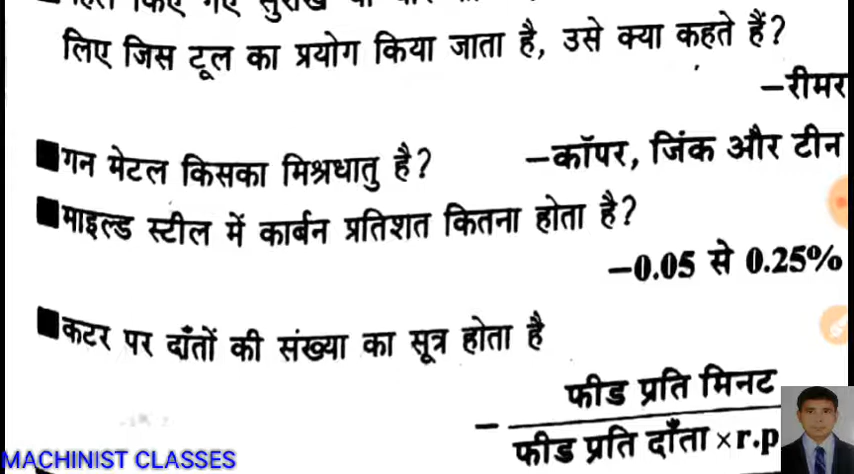 लिए जिस टूल का प्रयोग किया जाता है, उसे क्या कहते हैं?
–रीमर
■गन मेटल किसका मिश्रधातु है? –कॉपर, जिंक और टीन
■माइल्ड स्टील में कार्बन प्रतिशत कितना होता है?
–0.05 से 0.25%
■कटर पर दाँतों की संख्या का सूत्र होता है
– फीड प्रति मिनट
फीड प्रति दाँता × r.p
MACHINIST CLASSES